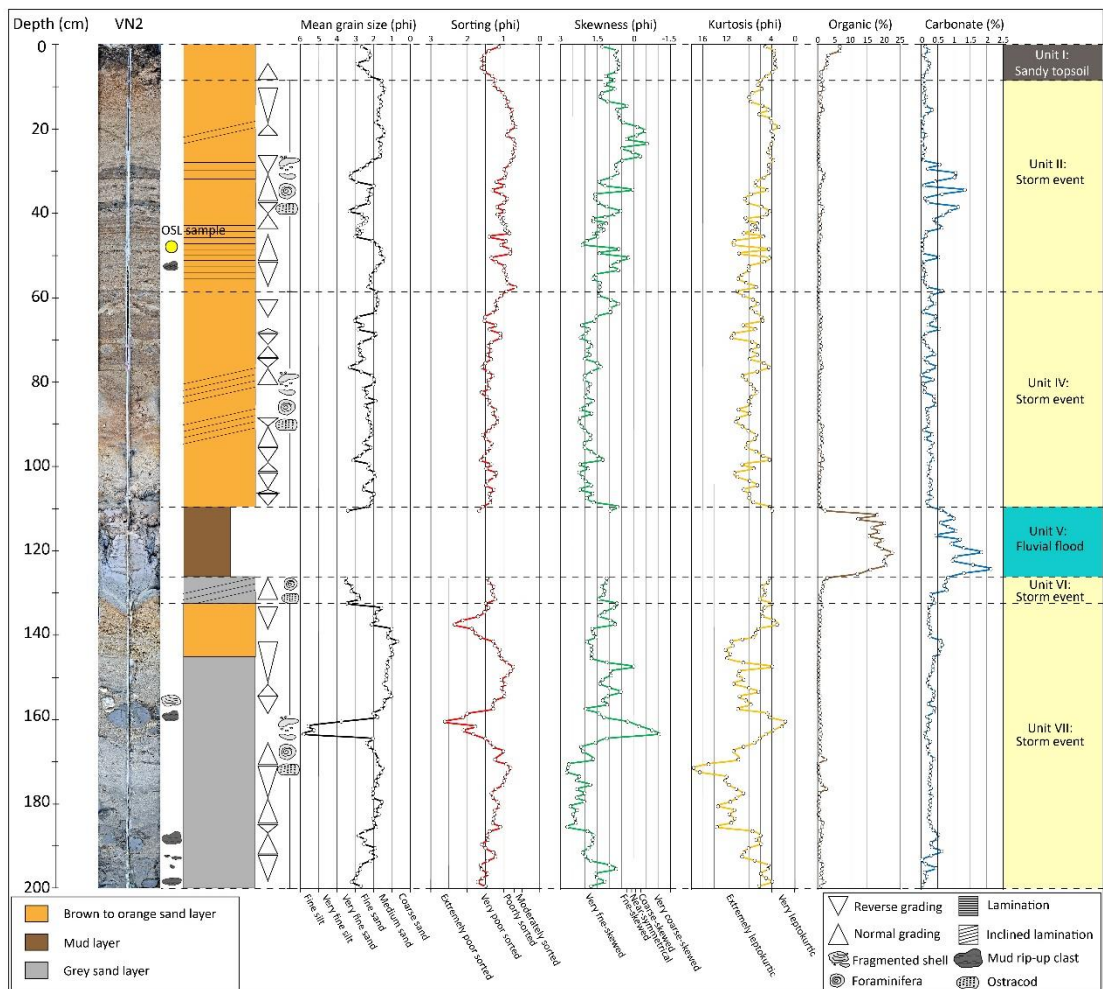 Depth (cm)
VN2
Mean grain size (phi)
Sorting (phi)
Skewness (phi)
Kurtosis (phi)
Organic (%)
Carbonate (%)
6 5 4 3 2 1 0
3 2 1 0
3 1.5 0 -1.5
16 12 8 4 0
0 5 10 15 20 25
0 0.5 1 1.5 2 2.5
0
20
40
60
80
100
120
140
160
180
200
OSL sample
Unit I:
Sandy topsoil
Unit II:
Storm event
Unit IV:
Storm event
Unit V:
Fluvial flood
Unit VI:
Storm event
Unit VII:
Storm event
Fine silt
Very fine silt
Very fine sand
Fine sand
Medium sand
Coarse sand
Extremely poor sorted
Very poor sorted
Poorly sorted
Moderately sorted
Very fine-skewed
Fine-skewed
Near-symmetrical
Coarse-skewed
Very coarse-skewed
Extremely leptokurtic
Very leptokurtic
Brown to orange sand layer
Mud layer
Grey sand layer
Reverse grading
Lamination
Normal grading
Inclined lamination
Fragmented shell
Mud rip-up clast
Foraminifera
Ostracod